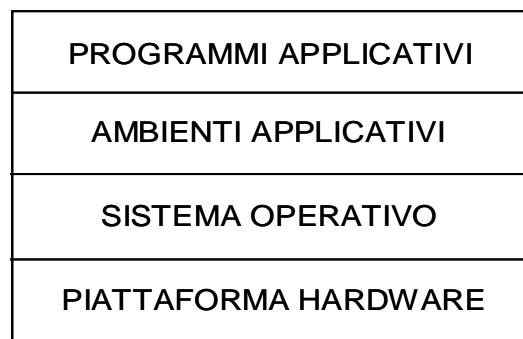 PROGRAMMI APPLICATIVI
AMBIENTI APPLICATIVI
SISTEMA OPERATIVO
PIATTAFORMA HARDWARE